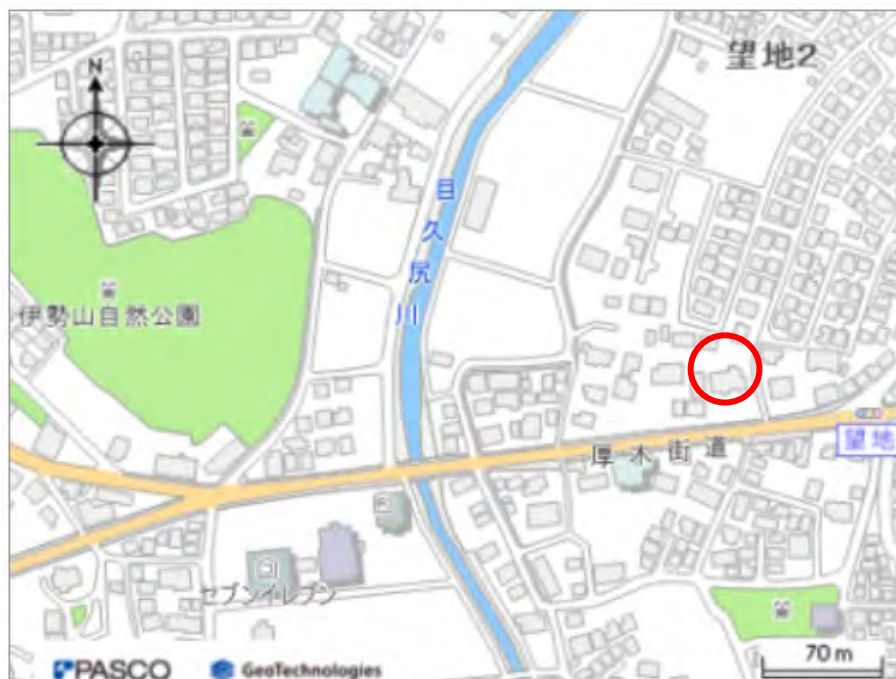 望地2
N
目久尻川
伊勢山自然公園
厚木街道
望地
セブンイレブン
70 m
PASCO
GeoTechnologies